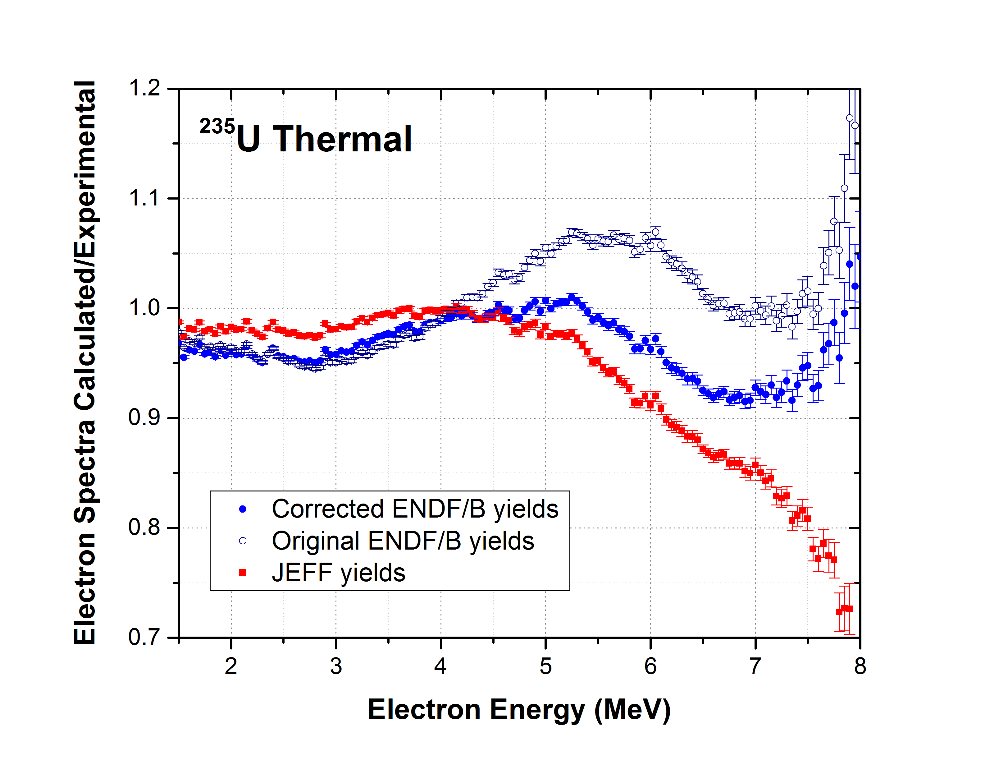 Electron Spectra Calculated/Experimental
1.2
1.1
1.0
0.9
0.8
0.7
²³⁵U Thermal
Corrected ENDF/B yields
Original ENDF/B yields
JEFF yields
2 3 4 5 6 7 8
Electron Energy (MeV)